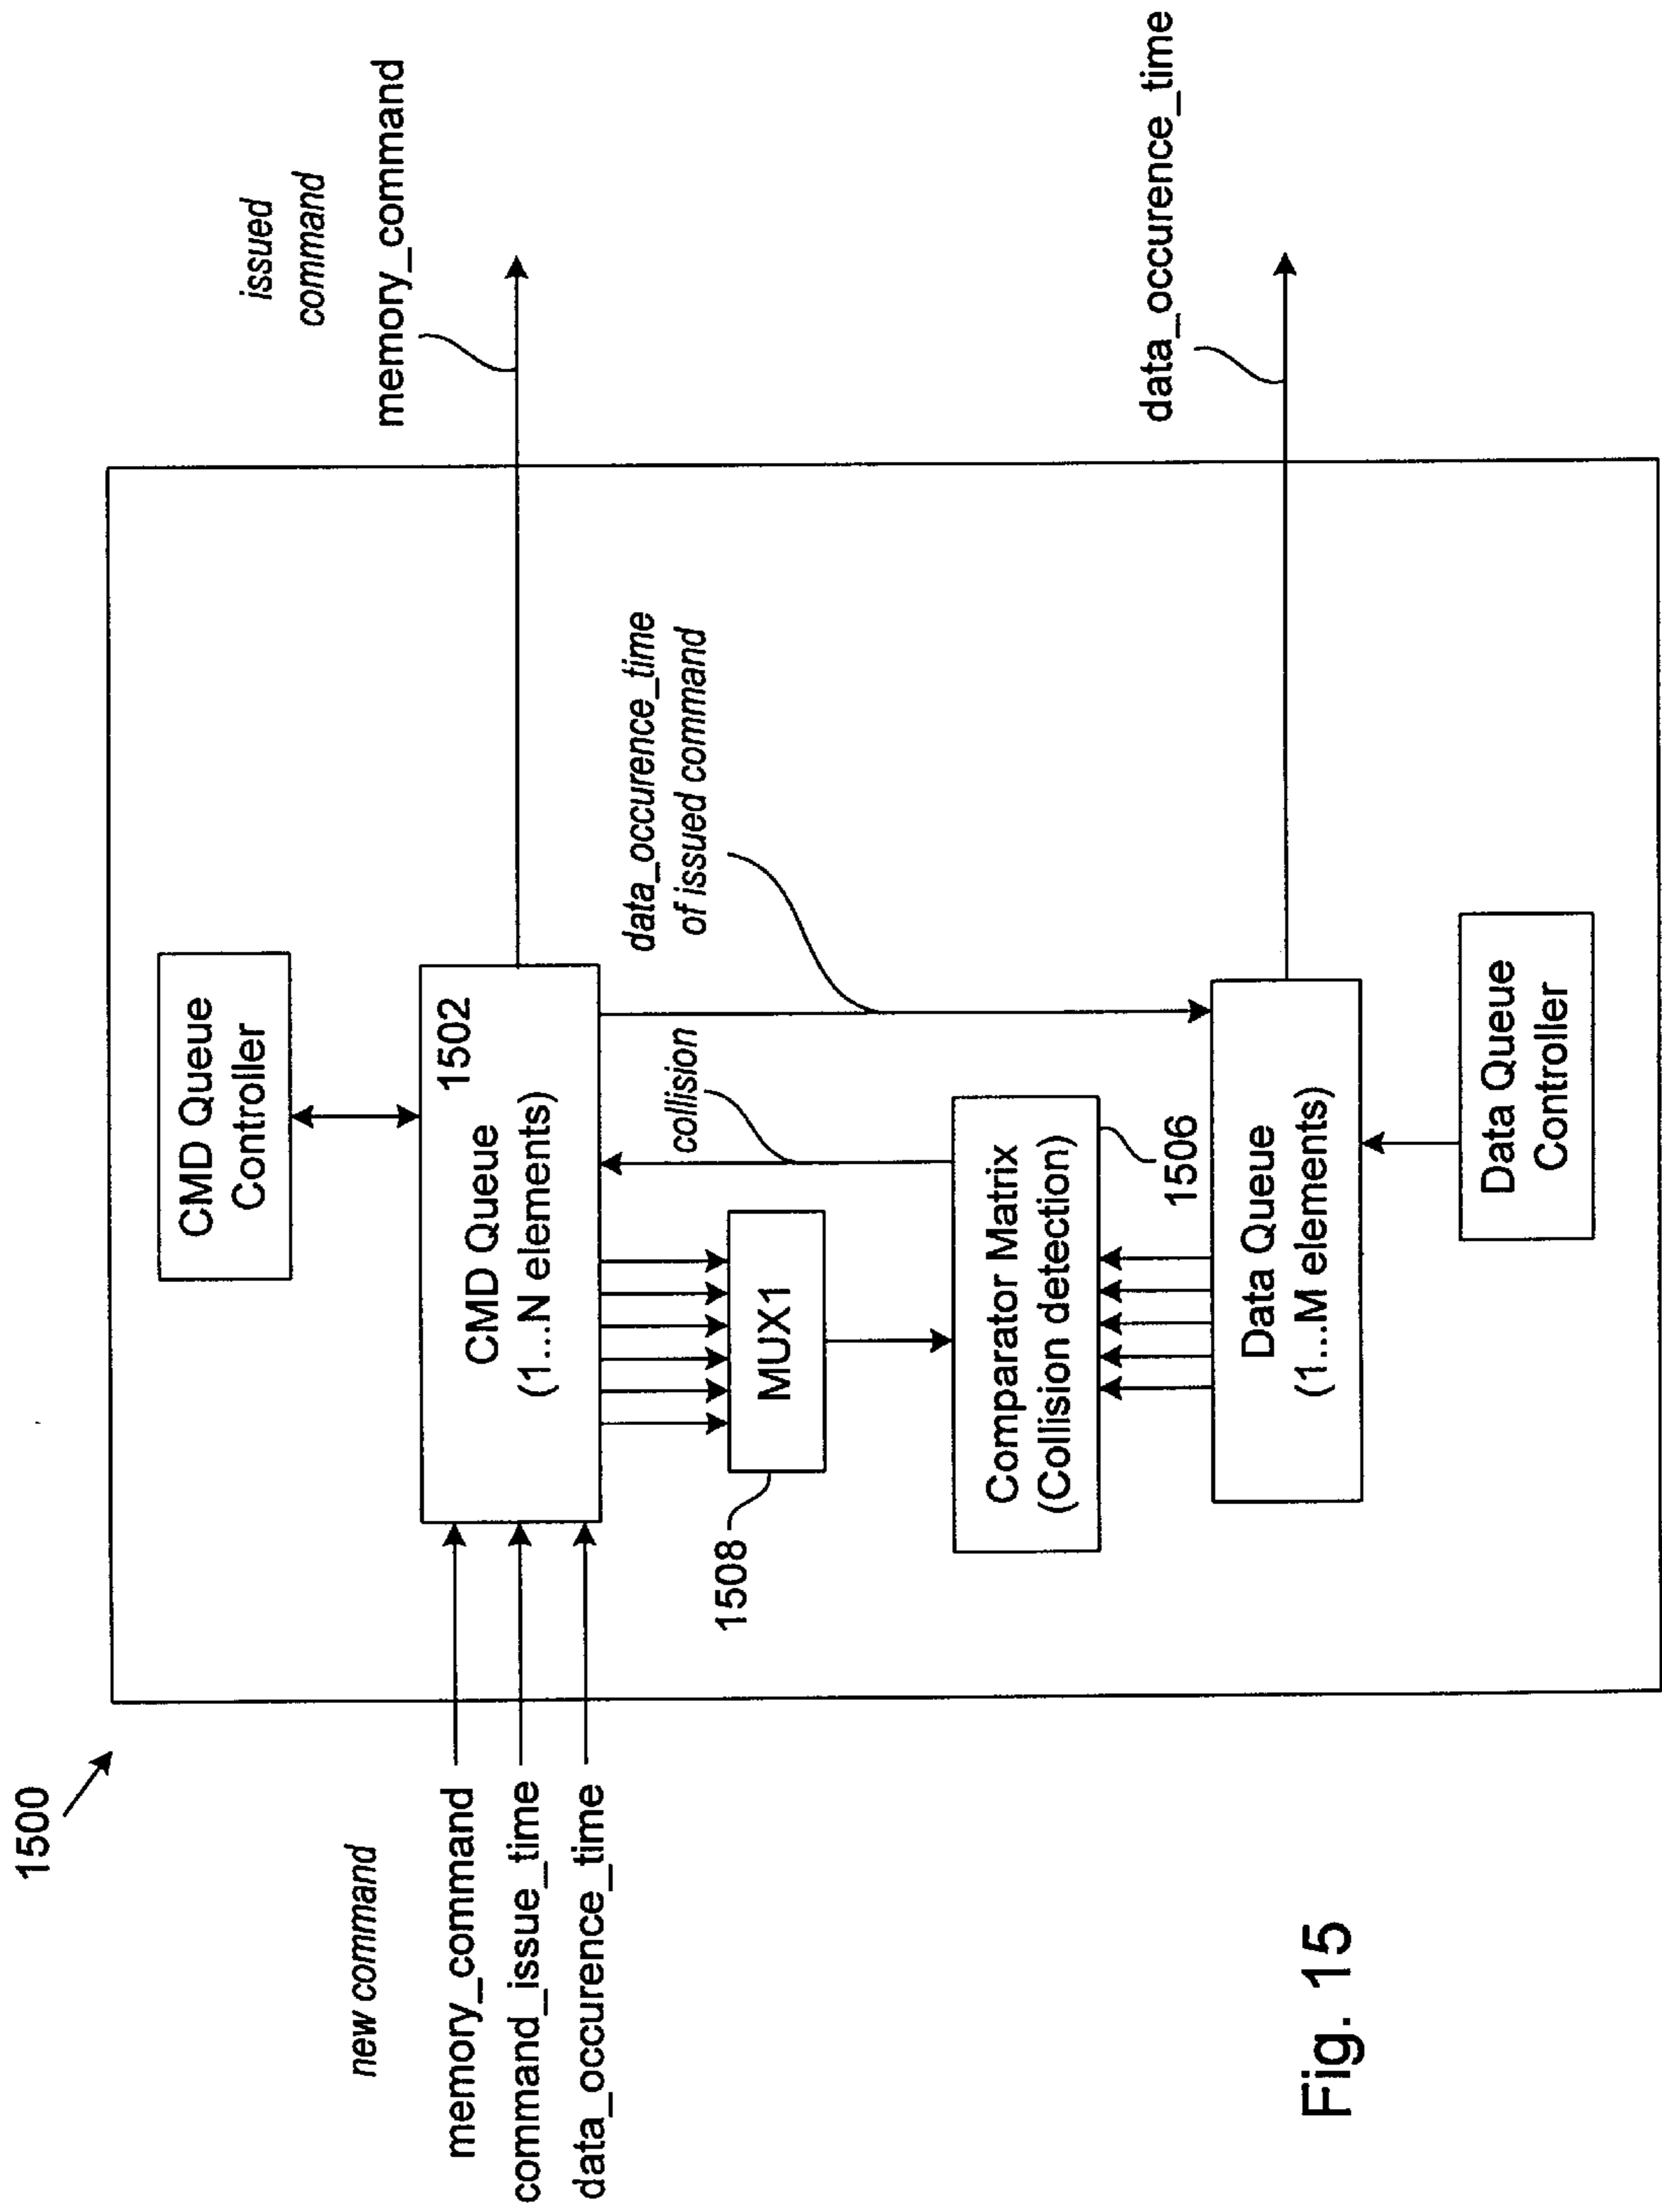 1500
new command
memory_command
command_issue_time
data_occurence_time
CMD Queue
Controller
1502
CMD Queue
(1...N elements)
issued
command
memory_command
1508
MUX1
collision
data_occurence_time
of issued command
Comparator Matrix
(Collision detection)
1506
Data Queue
(1...M elements)
data_occurence_time
Data Queue
Controller
Fig. 15